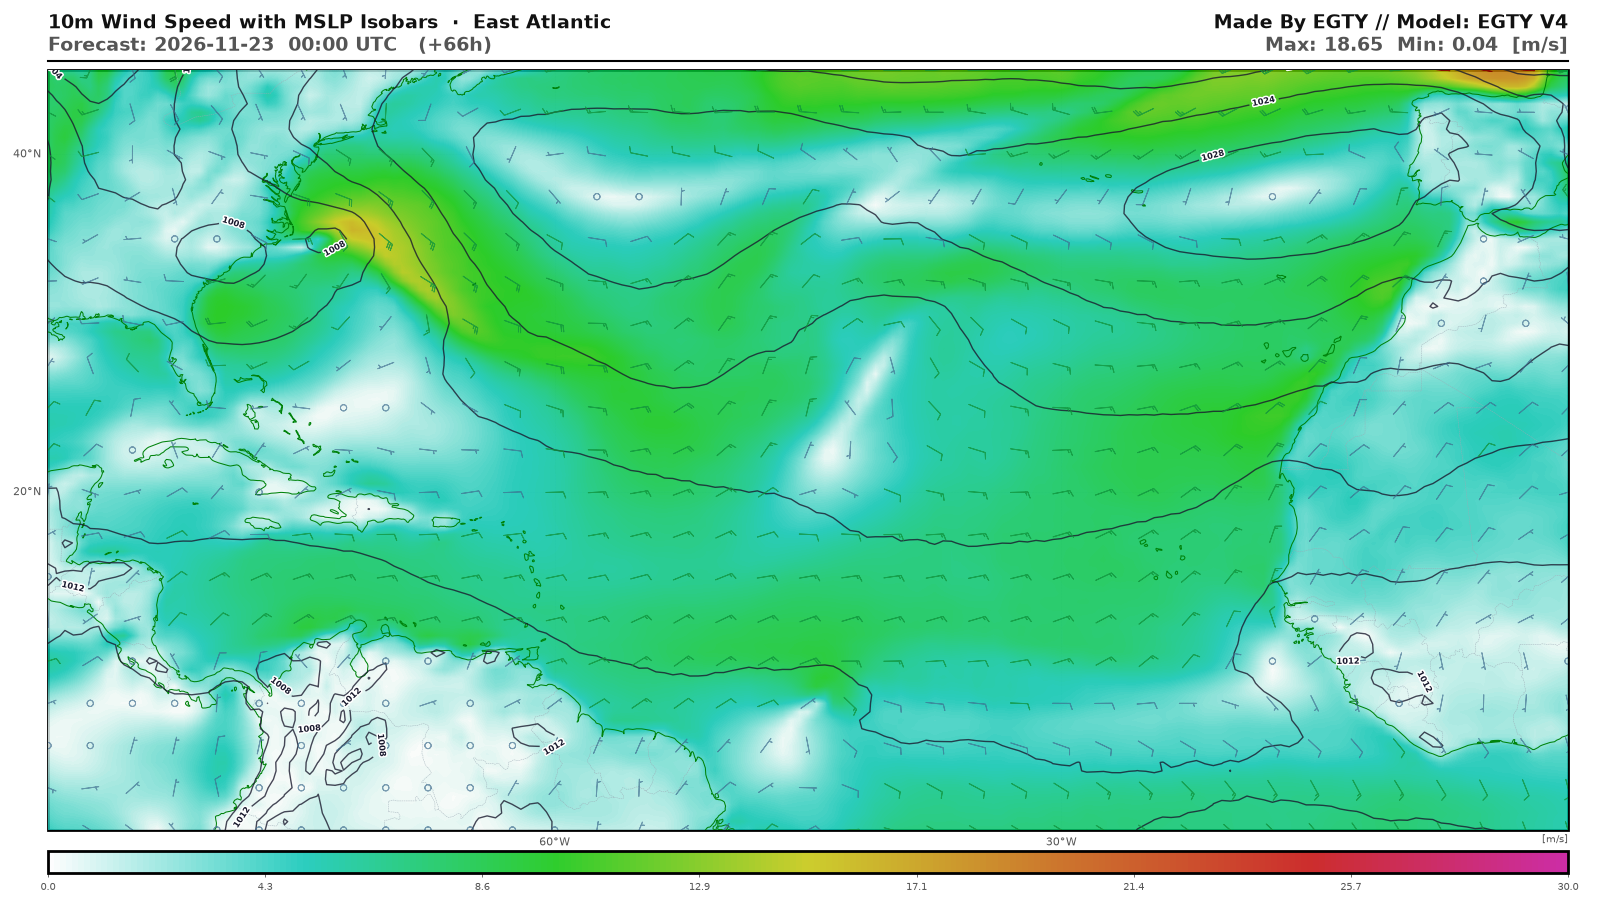 10m Wind Speed with MSLP Isobars · East Atlantic
Made By EGTY // Model: EGTY V4
Forecast: 2026-11-23 00:00 UTC (+66h)
Max: 18.65 Min: 0.04 [m/s]
1024
40°N
1028
1008
1008
20°N
1012
1012
1008
1012
1012
1008
1008
1012
1012
60°W
30°W
[m/s]
0.0
4.3
8.6
12.9
17.1
21.4
25.7
30.0